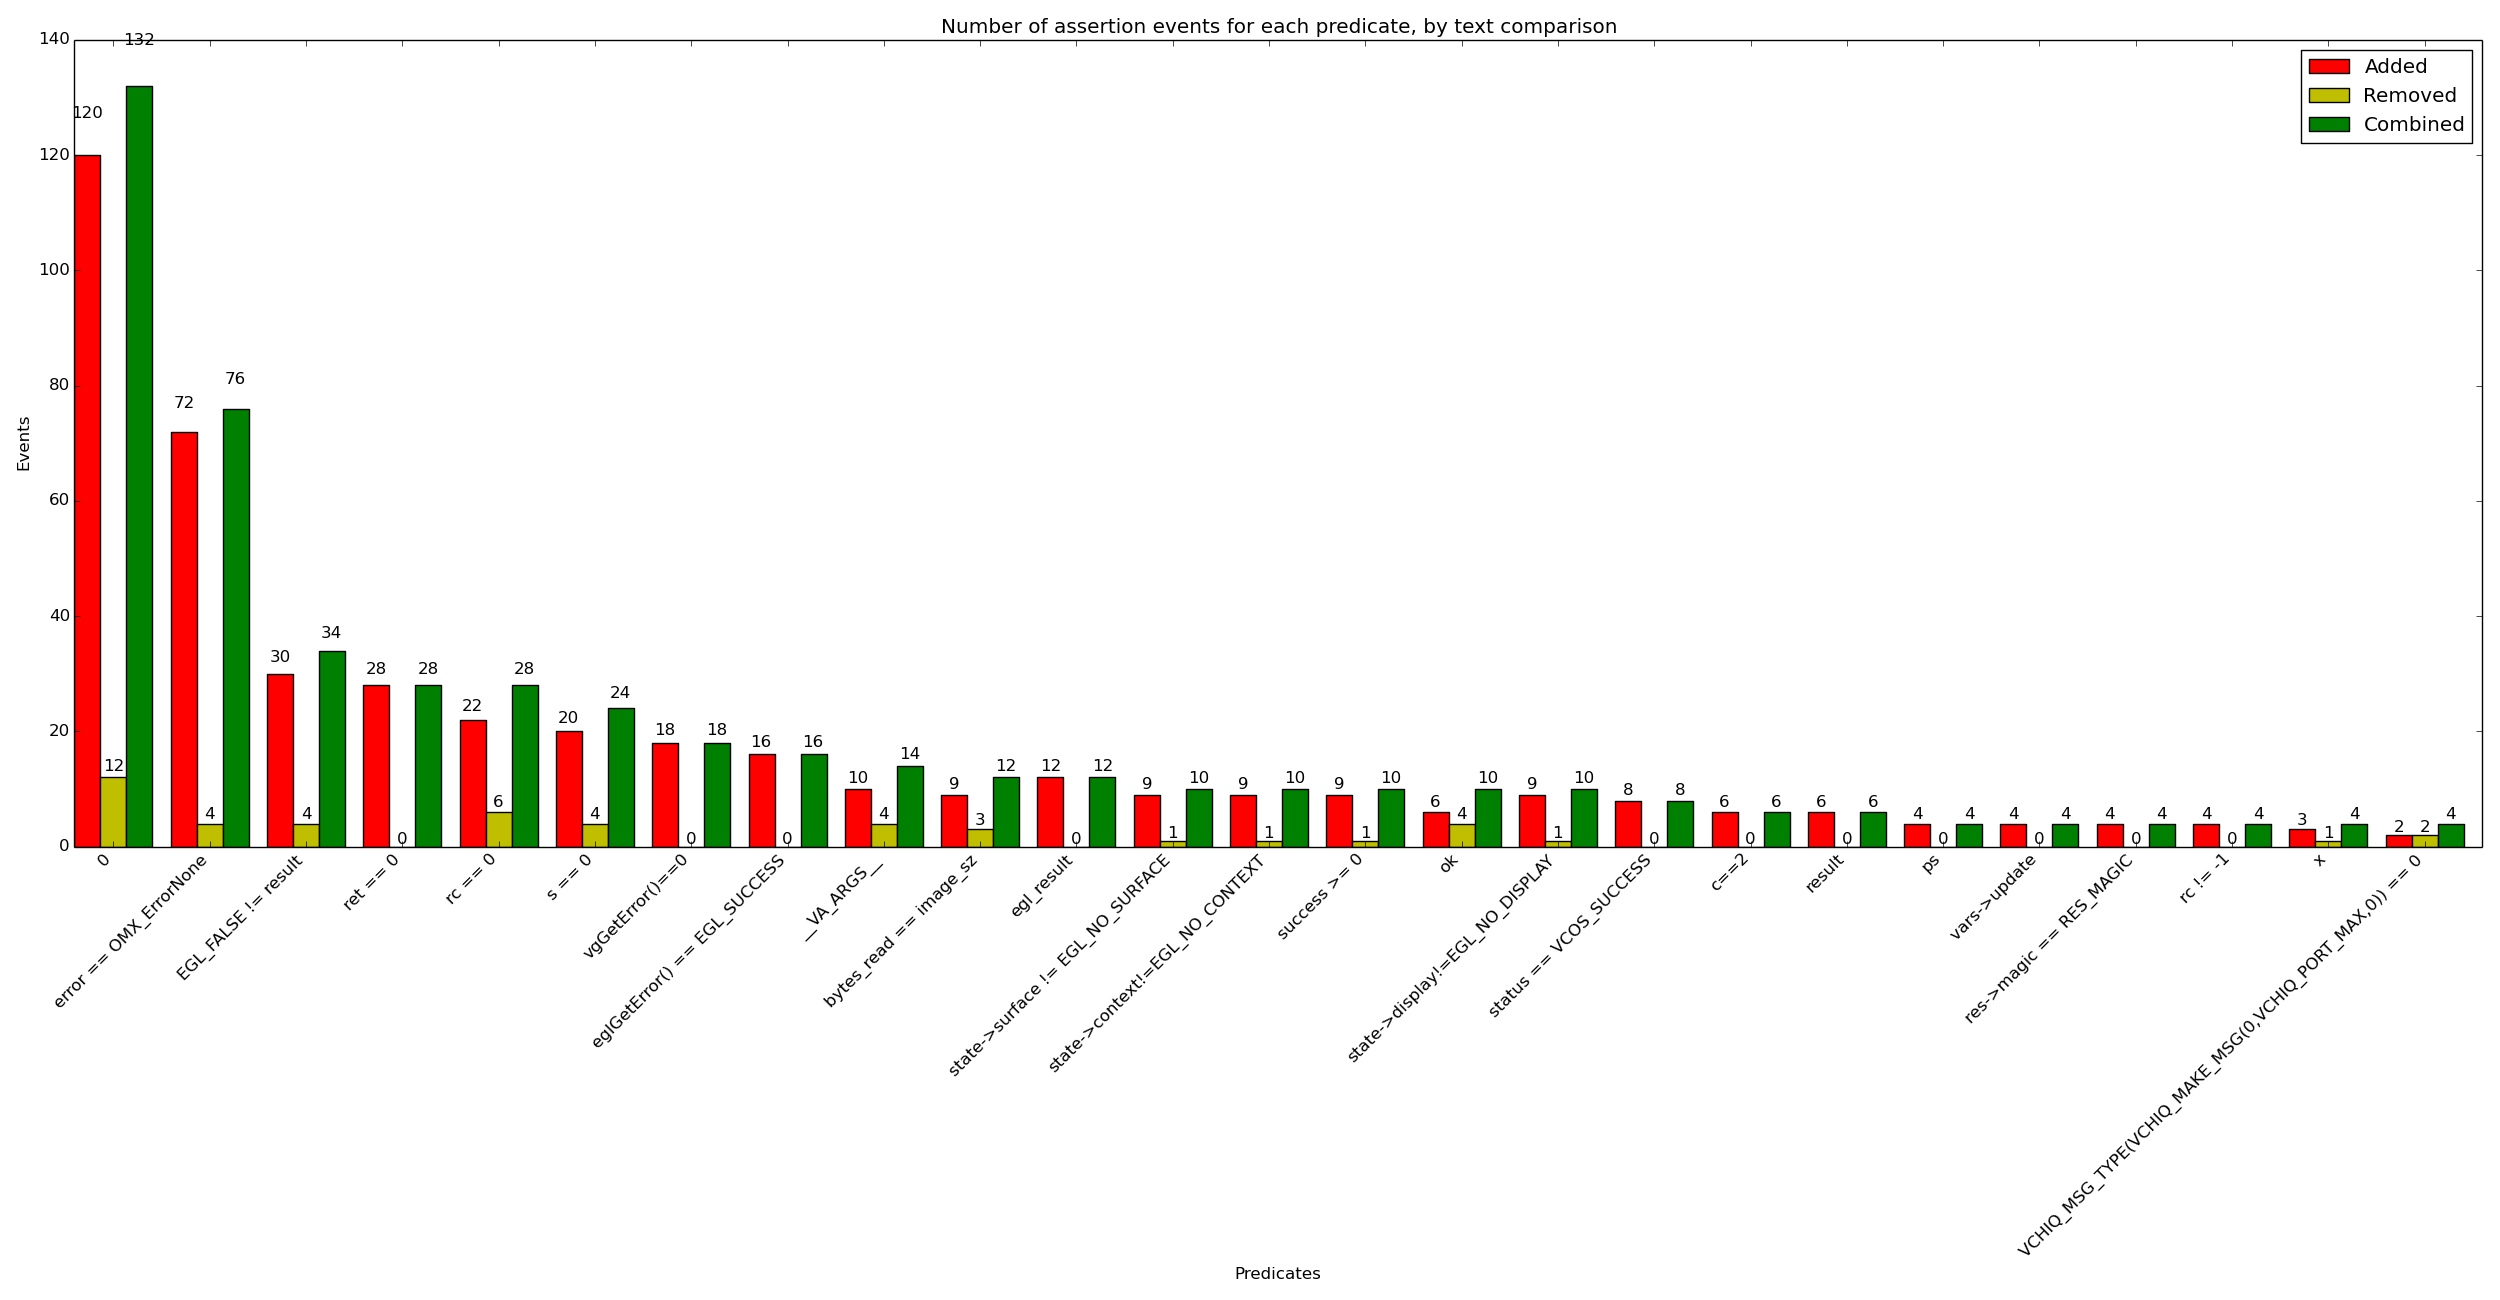 Number of assertion events for each predicate, by text comparison
Added
Removed
Combined
Events
140
120
100
80
60
40
20
0
120 12 132
72 4 76
30 4 34
28 0 28
22 6 28
20 4 24
18 0 18
16 0 16
10 4 14
9 3 12
12 0 12
9 1 10
9 1 10
9 1 10
6 4 10
9 1 10
8 0 8
6 0 6
6 0 6
4 0 4
4 0 4
4 0 4
4 0 4
3 1 4
2 2 4
0
error == OMX_ErrorNone
EGL_FALSE != result
ret == 0
rc == 0
s == 0
vgGetError()==0
eglGetError() == EGL_SUCCESS
__VA_ARGS__
bytes_read == image_sz
egl_result
state->surface != EGL_NO_SURFACE
state->context!=EGL_NO_CONTEXT
success >= 0
ok
state->display!=EGL_NO_DISPLAY
status == VCOS_SUCCESS
c==2
result
ps
vars->update
res->magic == RES_MAGIC
rc != -1
x
VCHIQ_MSG_TYPE(VCHIQ_MAKE_MSG(0,VCHIQ_PORT_MAX,0)) == 0
Predicates